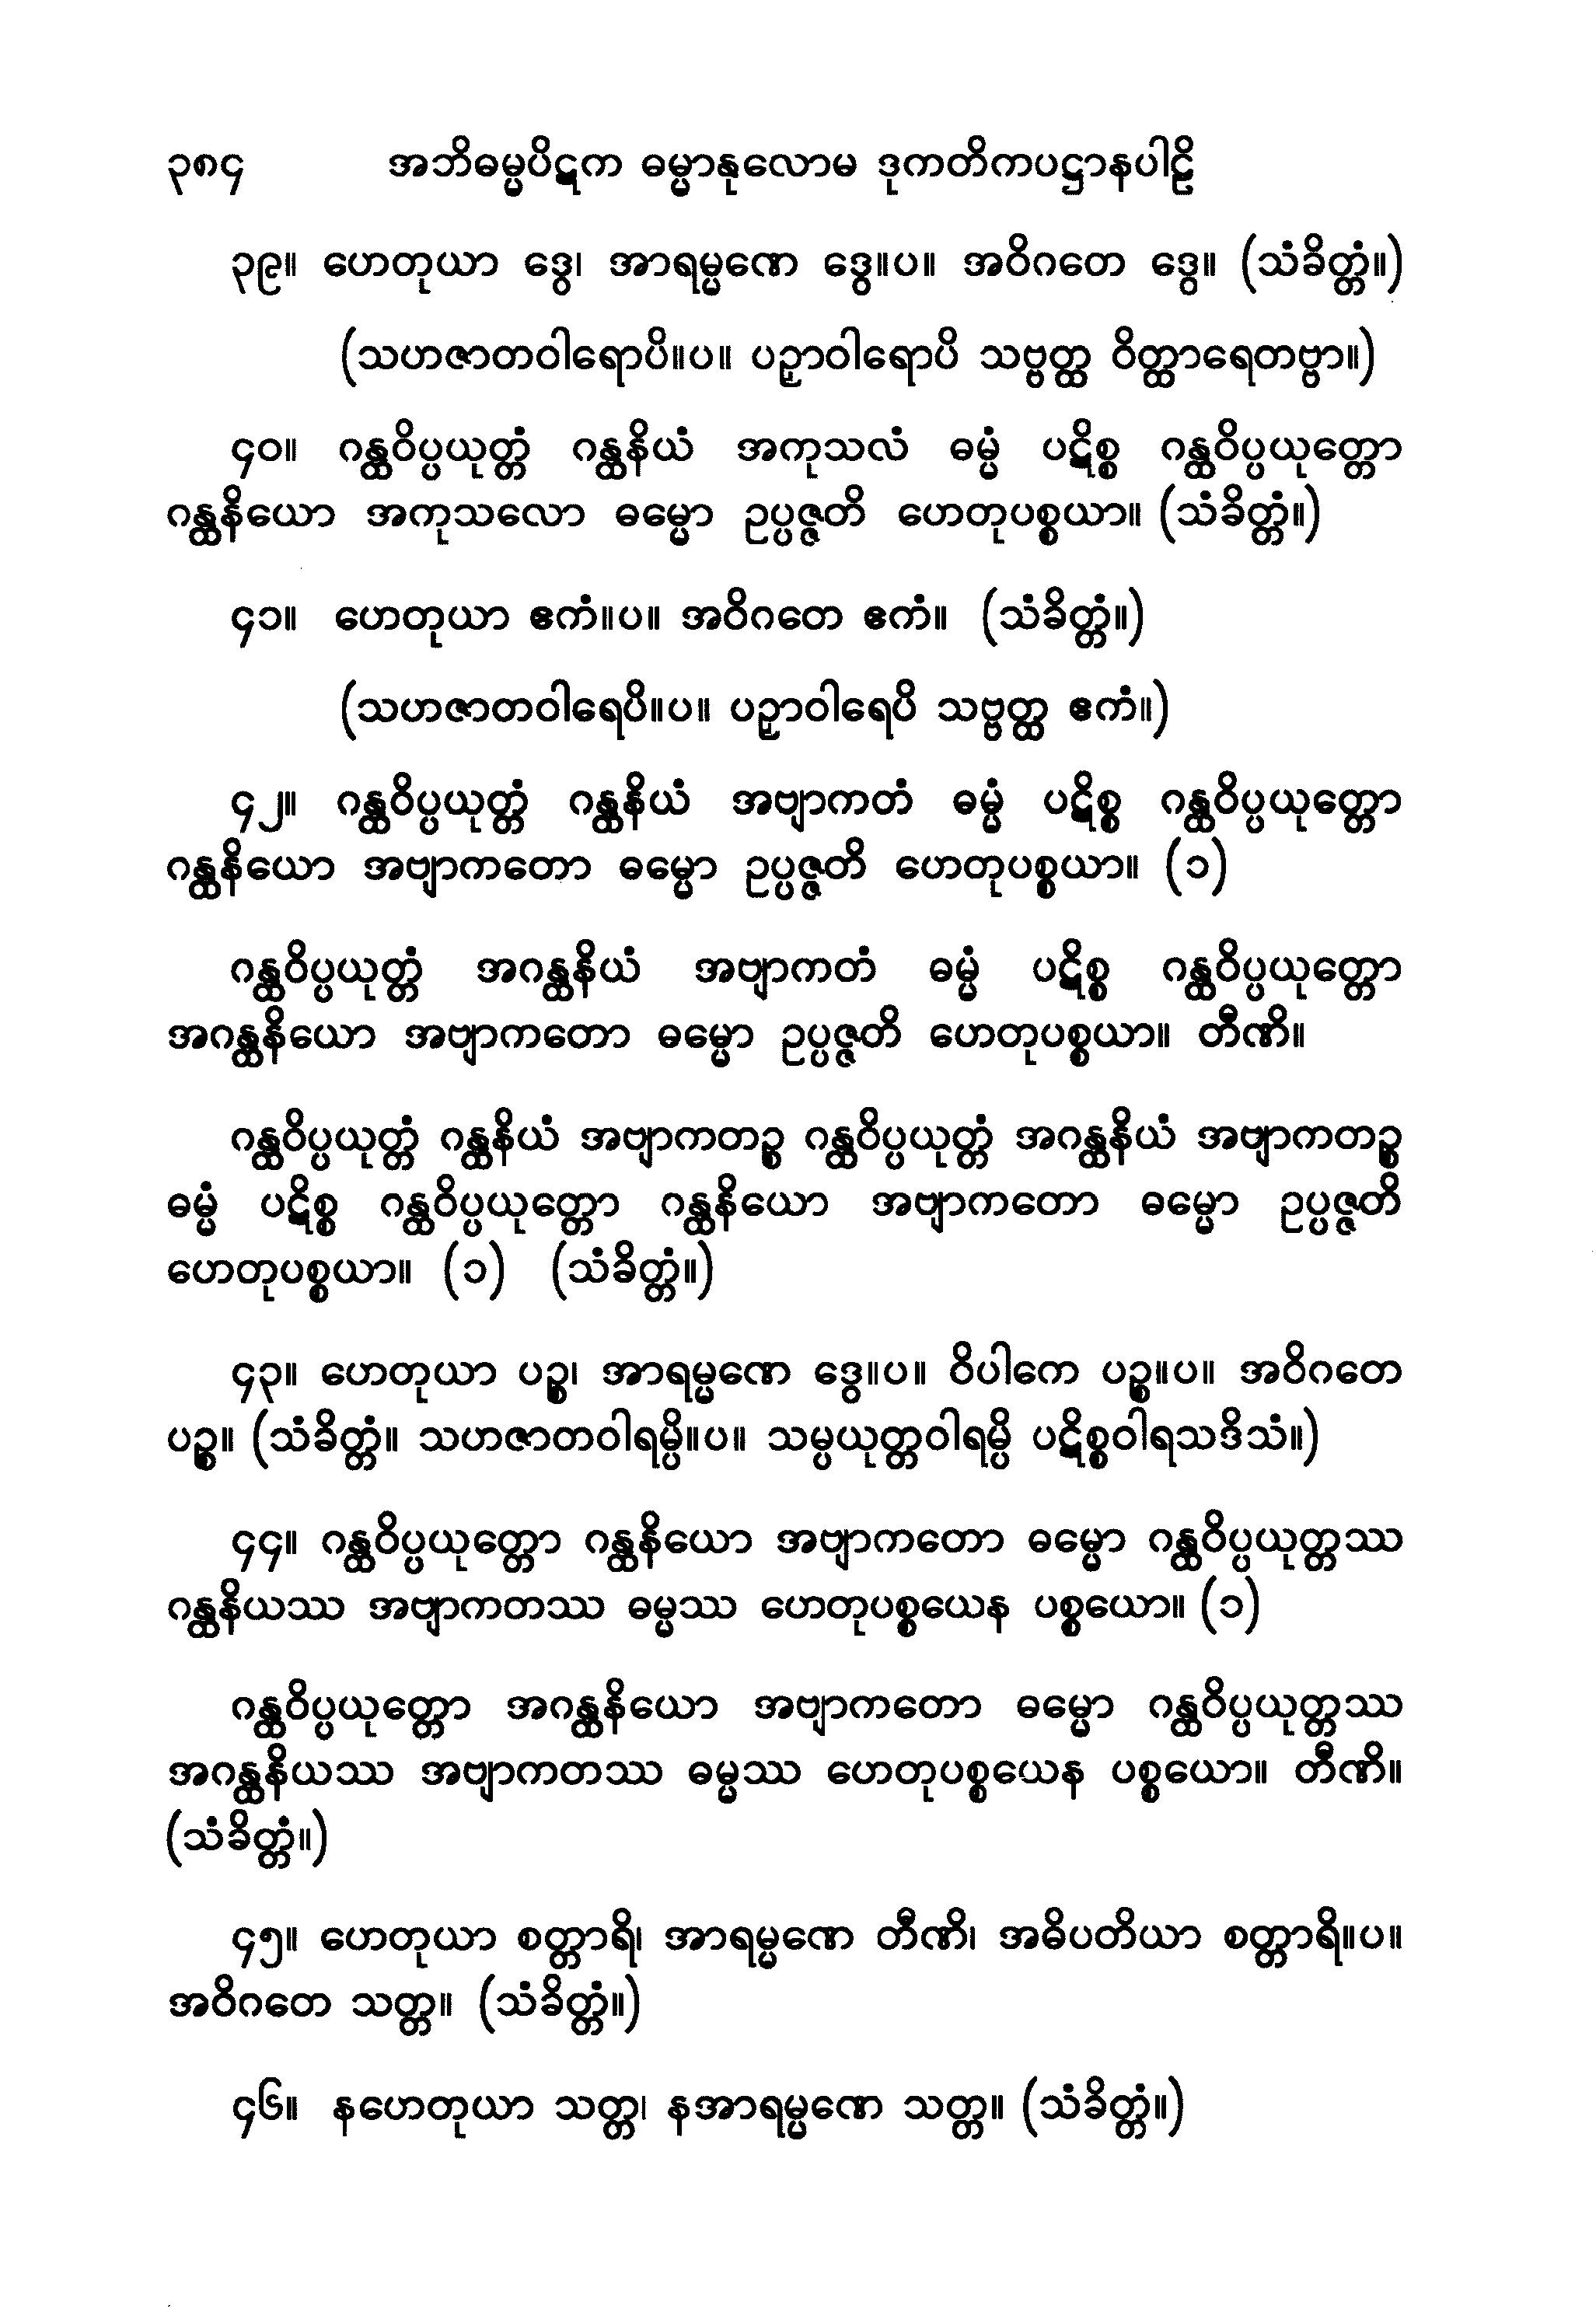 ၃၈၄ အဘိဓမ္မပိဋက ဓမ္မာနုလောမ ဒုကတိကပဋ္ဌာနပါဠိ
၃၉။ ဟေတုယာ ဒွေ၊ အာရမ္မဏေ ဒွေ။ပ။ အဝိဂတေ ဒွေ။ (သံခိတ္တံ။)
(သဟဇာတဝါရောပိ။ပ။ ပဉှာဝါရောပိ သဗ္ဗတ္ထ ဝိတ္ထာရေတဗ္ဗာ။)
၄၀။ ဂန္ထဝိပ္ပယုတ္တံ ဂန္ထနိယံ အကုသလံ ဓမ္မံ ပဋိစ္စ ဂန္ထဝိပ္ပယုတ္တော
ဂန္ထနိယော အကုသလော ဓမ္မော ဥပ္ပဇ္ဇတိ ဟေတုပစ္စယာ။ (သံခိတ္တံ။)
၄၁။ ဟေတုယာ ဧကံ။ပ။ အဝိဂတေ ဧကံ။ (သံခိတ္တံ။)
(သဟဇာတဝါရေပိ။ပ။ ပဉှာဝါရေပိ သဗ္ဗတ္ထ ဧကံ။)
၄၂။ ဂန္ထဝိပ္ပယုတ္တံ ဂန္ထနိယံ အဗျာကတံ ဓမ္မံ ပဋိစ္စ ဂန္ထဝိပ္ပယုတ္တော
ဂန္ထနိယော အဗျာကတော ဓမ္မော ဥပ္ပဇ္ဇတိ ဟေတုပစ္စယာ။ (၁)
ဂန္ထဝိပ္ပယုတ္တံ အဂန္ထနိယံ အဗျာကတံ ဓမ္မံ ပဋိစ္စ ဂန္ထဝိပ္ပယုတ္တော
အဂန္ထနိယော အဗျာကတော ဓမ္မော ဥပ္ပဇ္ဇတိ ဟေတုပစ္စယာ။ တီဏိ။
ဂန္ထဝိပ္ပယုတ္တံ ဂန္ထနိယံ အဗျာကတဉ္စ ဂန္ထဝိပ္ပယုတ္တံ အဂန္ထနိယံ အဗျာကတဉ္စ
ဓမ္မံ ပဋိစ္စ ဂန္ထဝိပ္ပယုတ္တော ဂန္ထနိယော အဗျာကတော ဓမ္မော ဥပ္ပဇ္ဇတိ
ဟေတုပစ္စယာ။ (၁) (သံခိတ္တံ။)
၄၃။ ဟေတုယာ ပဉ္စ၊ အာရမ္မဏေ ဒွေ။ပ။ ဝိပါကေ ပဉ္စ။ပ။ အဝိဂတေ
ပဉ္စ။ (သံခိတ္တံ။ သဟဇာတဝါရမ္ပိ။ပ။ သမ္ပယုတ္တဝါရမ္ပိ ပဋိစ္စဝါရသဒိသံ။)
၄၄။ ဂန္ထဝိပ္ပယုတ္တော ဂန္ထနိယော အဗျာကတော ဓမ္မော ဂန္ထဝိပ္ပယုတ္တဿ
ဂန္ထနိယဿ အဗျာကတဿ ဓမ္မဿ ဟေတုပစ္စယေန ပစ္စယော။ (၁)
ဂန္ထဝိပ္ပယုတ္တော အဂန္ထနိယော အဗျာကတော ဓမ္မော ဂန္ထဝိပ္ပယုတ္တဿ
အဂန္ထနိယဿ အဗျာကတဿ ဓမ္မဿ ဟေတုပစ္စယေန ပစ္စယော။ တီဏိ။
(သံခိတ္တံ။)
၄၅။ ဟေတုယာ စတ္တာရိ၊ အာရမ္မဏေ တီဏိ၊ အဓိပတိယာ စတ္တာရိ။ပ။
အဝိဂတေ သတ္တ။ (သံခိတ္တံ။)
၄၆။ နဟေတုယာ သတ္တ၊ နအာရမ္မဏေ သတ္တ။ (သံခိတ္တံ။)